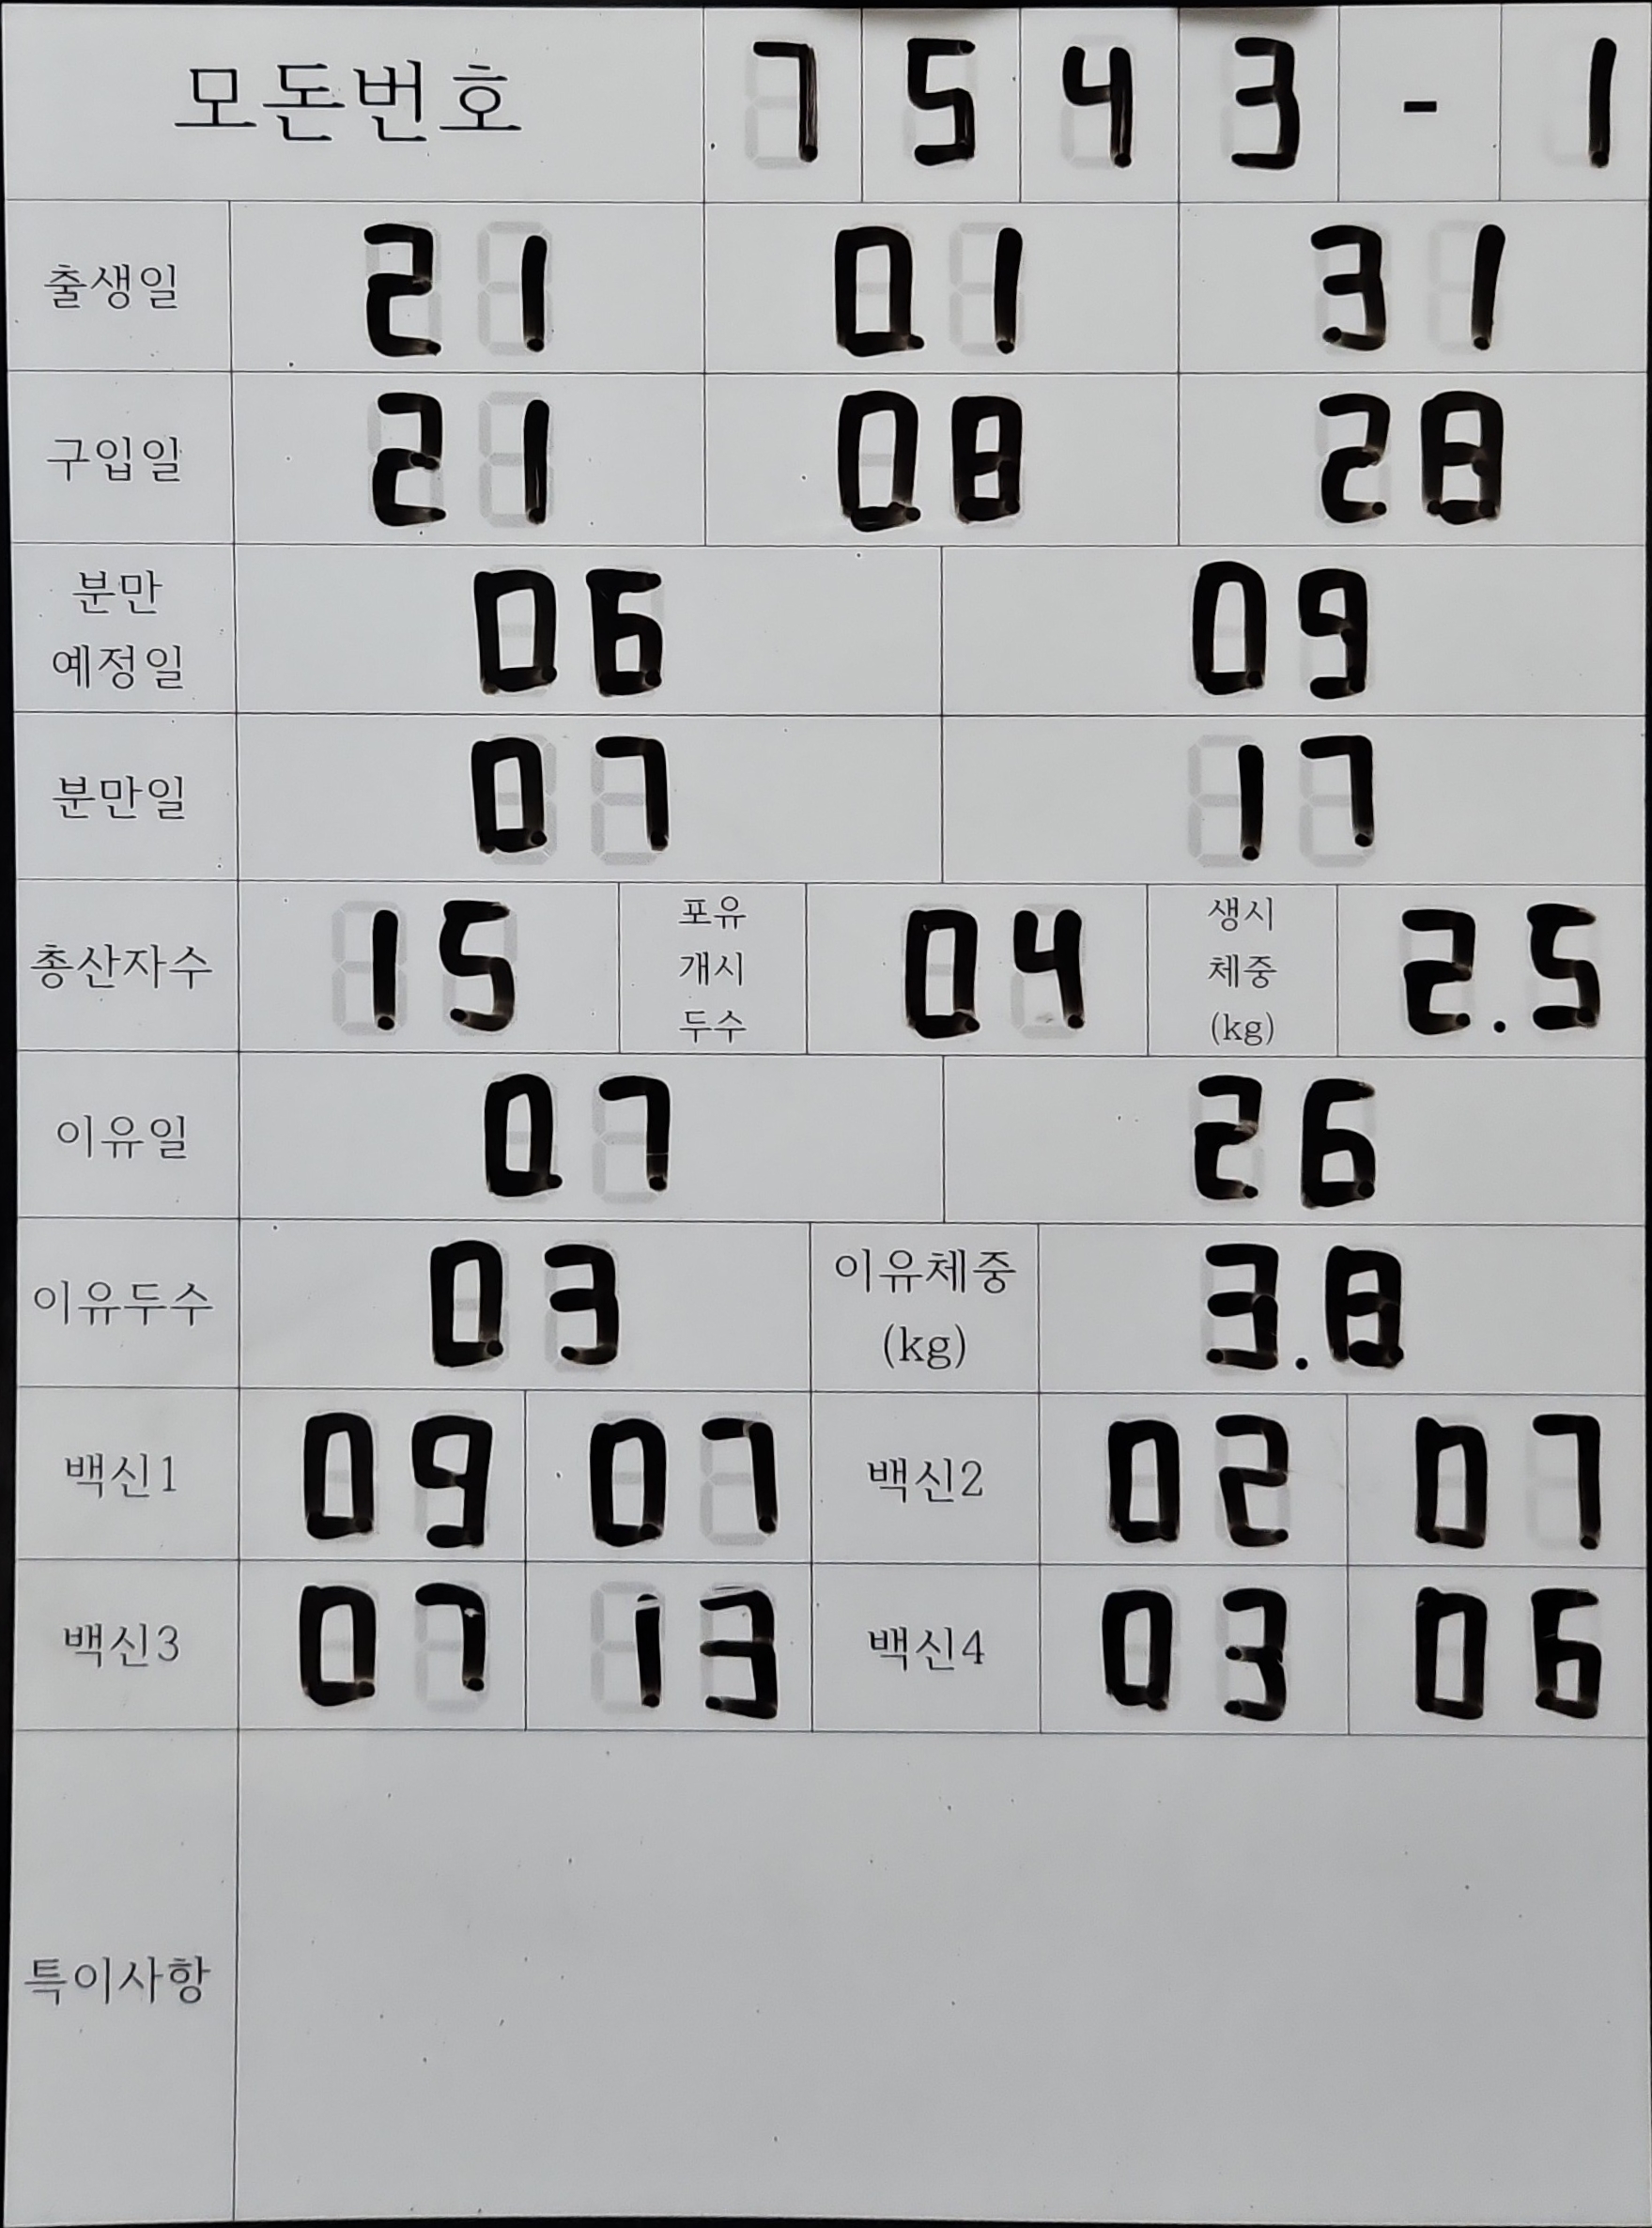 모돈번호 7 5 4 3 - 1
출생일 21 01 31
구입일 21 08 28
분만 예정일 06 09
분만일 07 17
총산자수 15 포유 개시 두수 04 생시 체중 (kg) 2.5
이유일 07 26
이유두수 03 이유체중 (kg) 3.8
백신1 09 07 백신2 02 07
백신3 07 13 백신4 03 06
특이사항